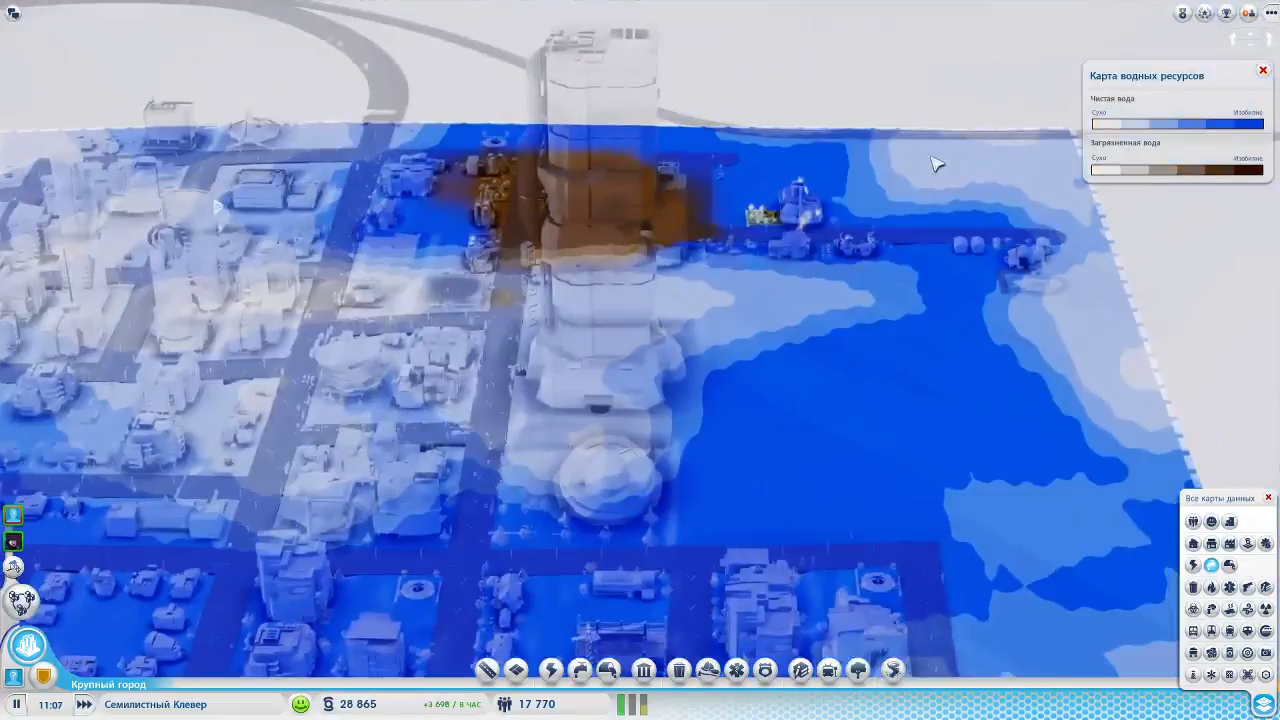 Карта водных ресурсов
Чистая вода
Сухо Изобилие
Загрязненная вода
Сухо Изобилие
Все карты данных
Крупный город
11:07 Семилистный Клевер 28 865 +3 698 / В ЧАС 17 770